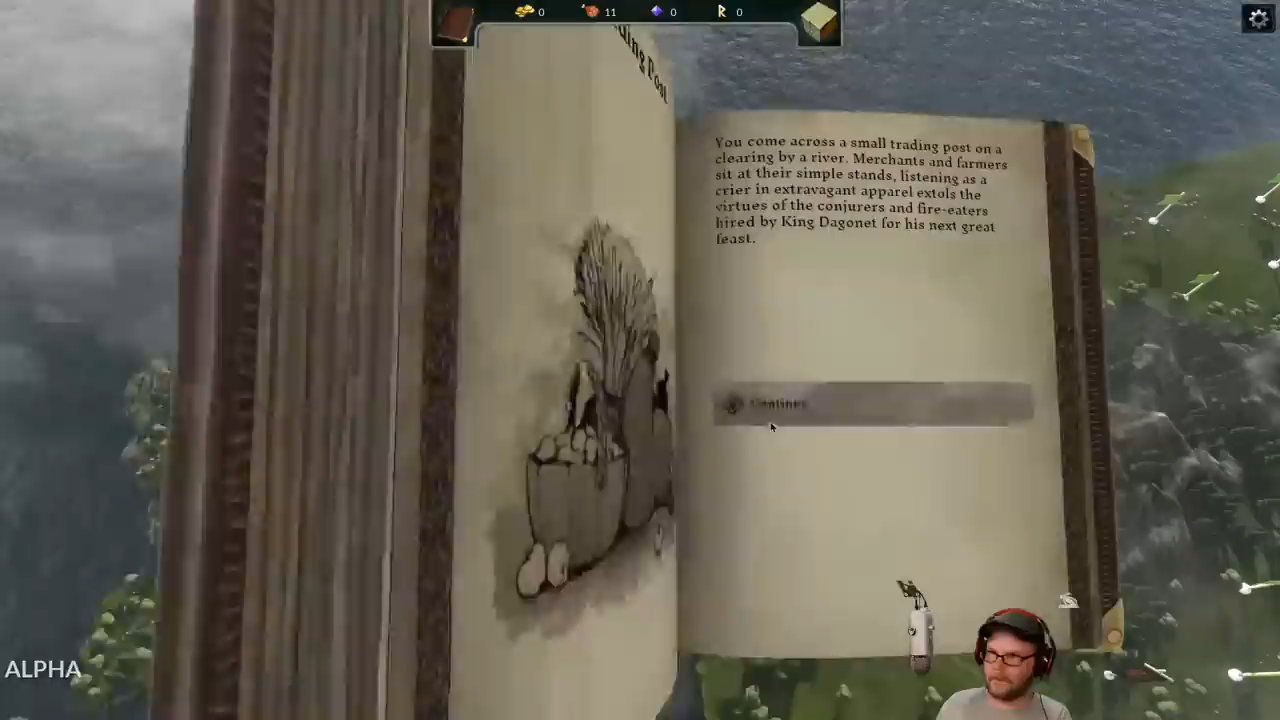 0 11 0 0
ding Post
You come across a small trading post on a
clearing by a river. Merchants and farmers
sit at their simple stands, listening as a
crier in extravagant apparel extols the
virtues of the conjurers and fire-eaters
hired by King Dagonet for his next great
feast.
Continue
ALPHA